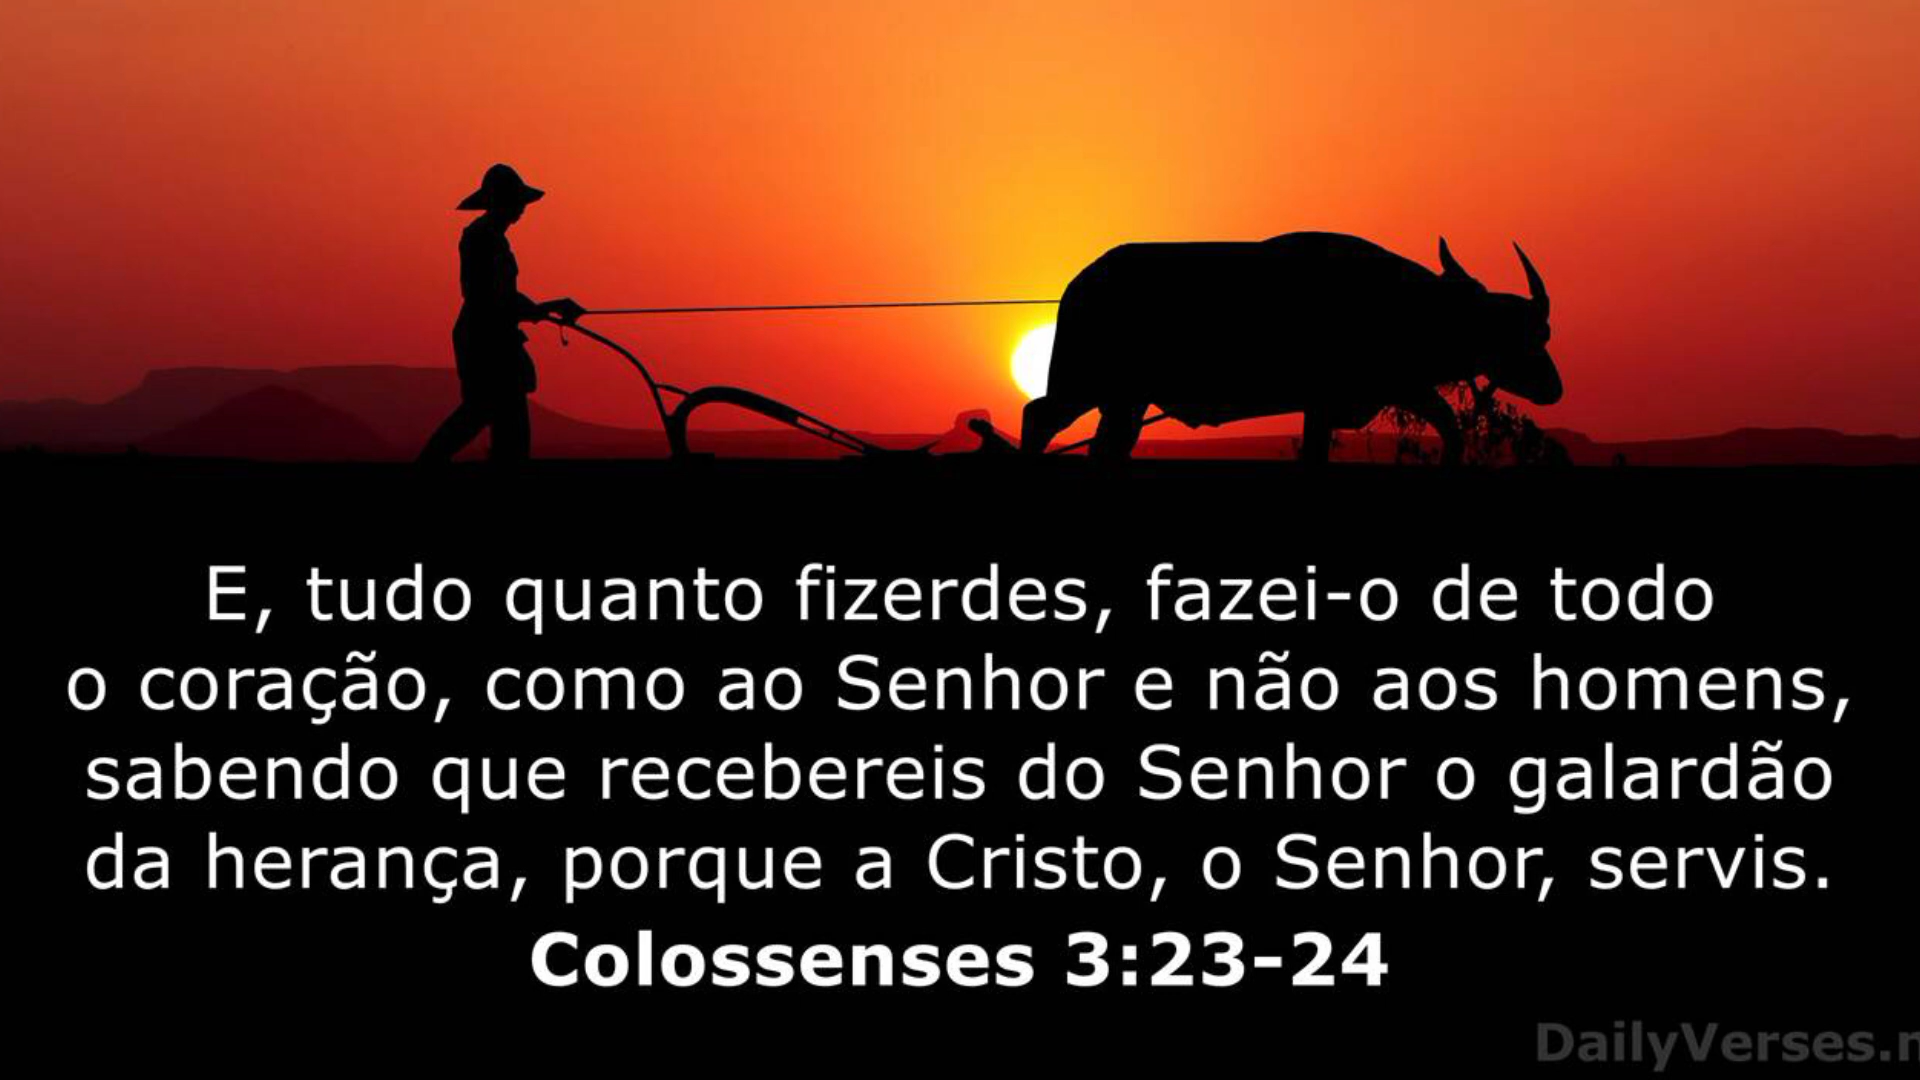 E, tudo quanto fizerdes, fazei-o de todo
o coração, como ao Senhor e não aos homens,
sabendo que recebereis do Senhor o galardão
da herança, porque a Cristo, o Senhor, servis.
Colossenses 3:23-24
DailyVerses.n